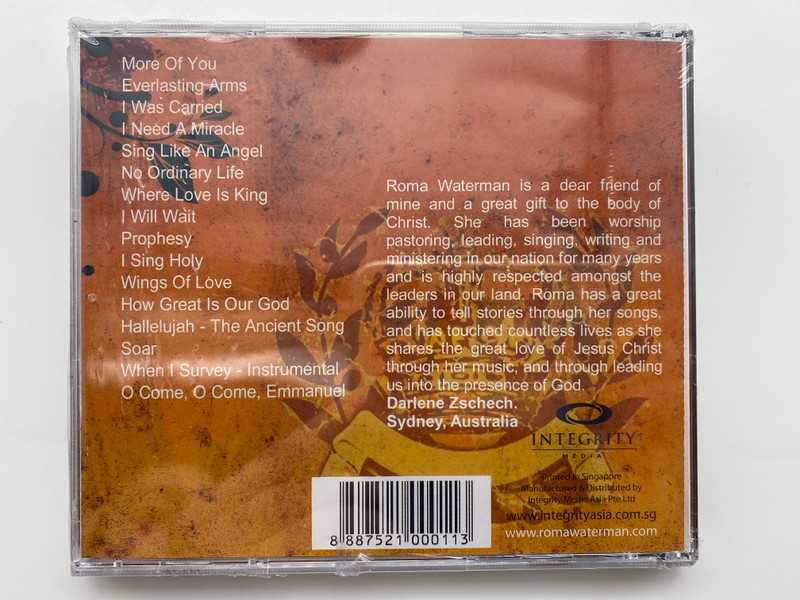 More Of You
Everlasting Arms
I Was Carried
I Need A Miracle
Sing Like An Angel
No Ordinary Life
Where Love Is King
I Will Wait
Prophesy
I Sing Holy
Wings Of Love
How Great Is Our God
Hallelujah - The Ancient Song
Soar
When I Survey - Instrumental
O Come, O Come, Emmanuel
Roma Waterman is a dear friend of
mine and a great gift to the body of
Christ. She has been worship
pastoring, leading, singing, writing and
ministering in our nation for many years
and is highly respected amongst the
leaders in our land. Roma has a great
ability to tell stories through her songs,
and has touched countless lives as she
shares the great love of Jesus Christ
through her music, and through leading
us into the presence of God.
Darlene Zschech.
Sydney, Australia
INTEGRITY
MEDIA
Printed in Singapore
Manufactured & Distributed by
Integrity Media Asia Pte Ltd
www.integrityasia.com.sg
www.romawaterman.com
8 887521 000113